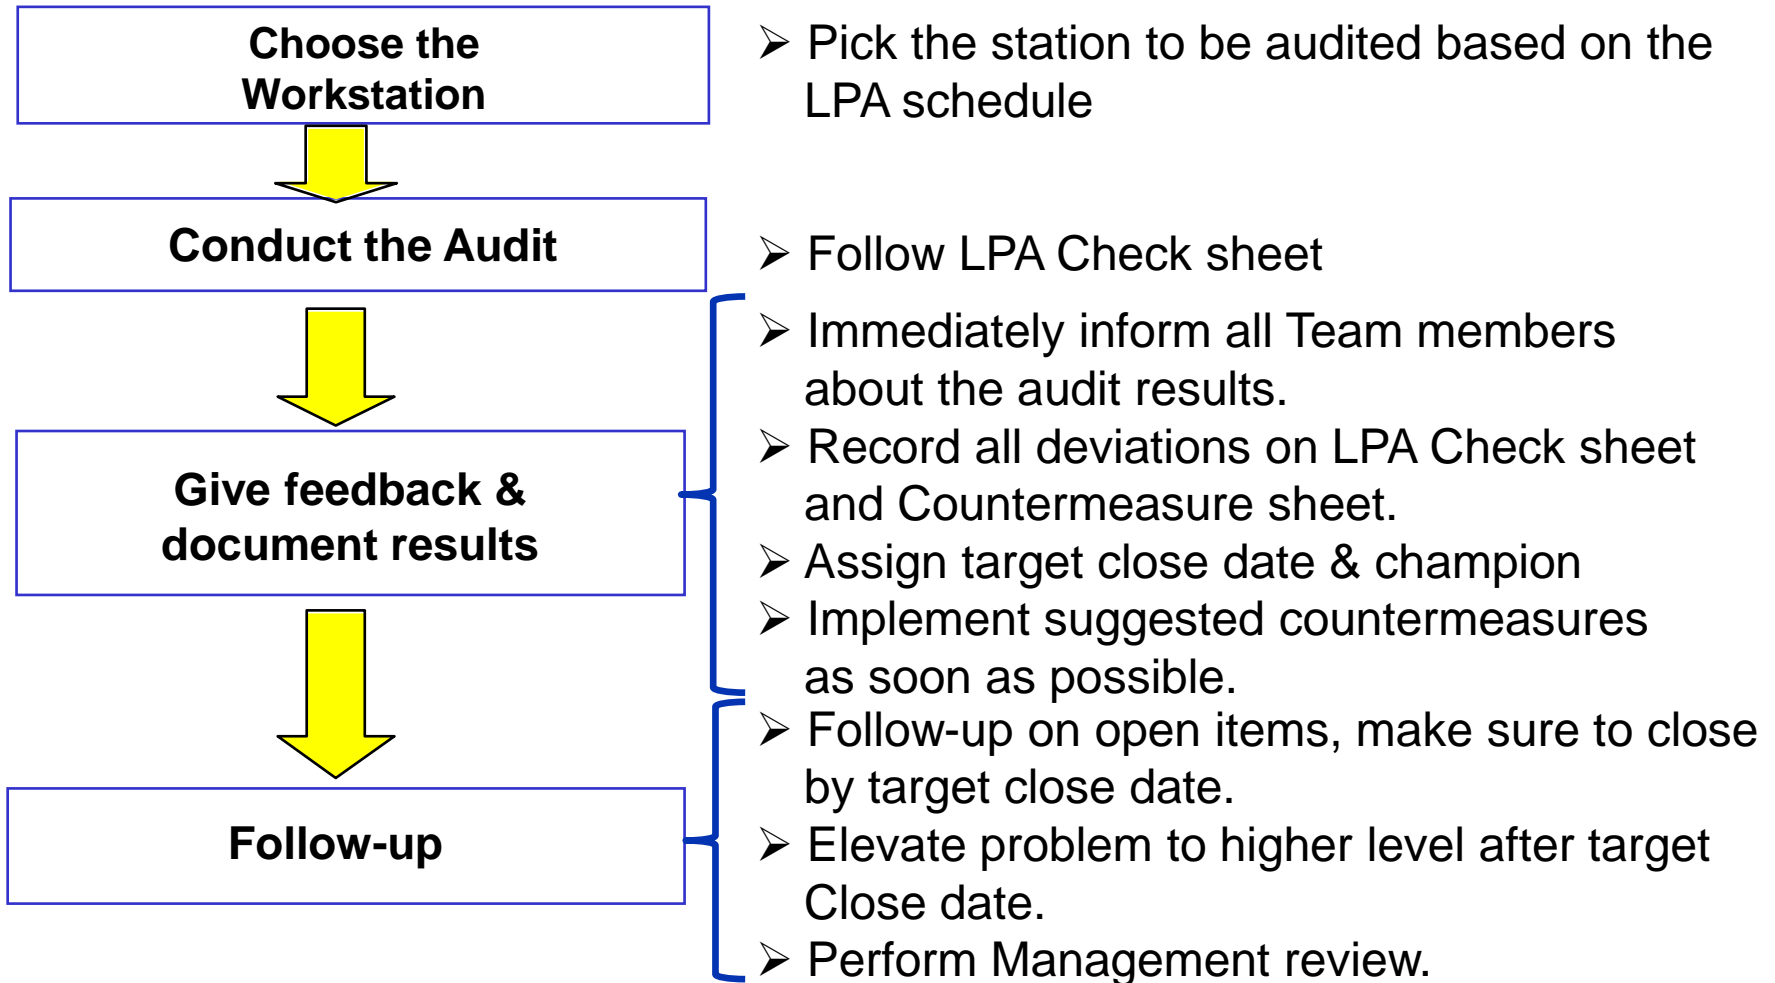 Choose the
Workstation
➢ Pick the station to be audited based on the
LPA schedule
Conduct the Audit
➢ Follow LPA Check sheet
Give feedback &
document results
➢ Immediately inform all Team members
about the audit results.
➢ Record all deviations on LPA Check sheet
and Countermeasure sheet.
➢ Assign target close date & champion
➢ Implement suggested countermeasures
as soon as possible.
Follow-up
➢ Follow-up on open items, make sure to close
by target close date.
➢ Elevate problem to higher level after target
Close date.
➢ Perform Management review.